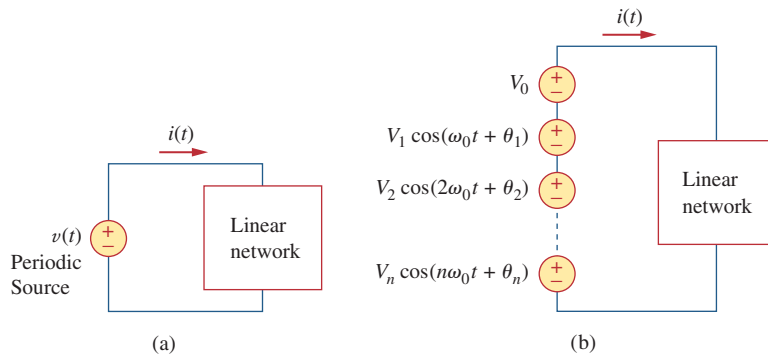 i(t)
v(t)
Periodic
Source
+
−
Linear
network
(a)
i(t)
V₀
+
−
V₁ cos(ω₀t + θ₁)
+
−
V₂ cos(2ω₀t + θ₂)
+
−
Vₙ cos(nω₀t + θₙ)
+
−
Linear
network
(b)